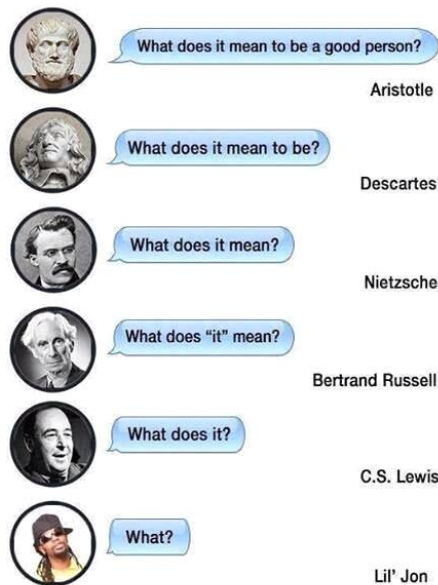 What does it mean to be a good person?
Aristotle
What does it mean to be?
Descartes
What does it mean?
Nietzsche
What does “it” mean?
Bertrand Russell
What does it?
C.S. Lewis
What?
Lil’ Jon